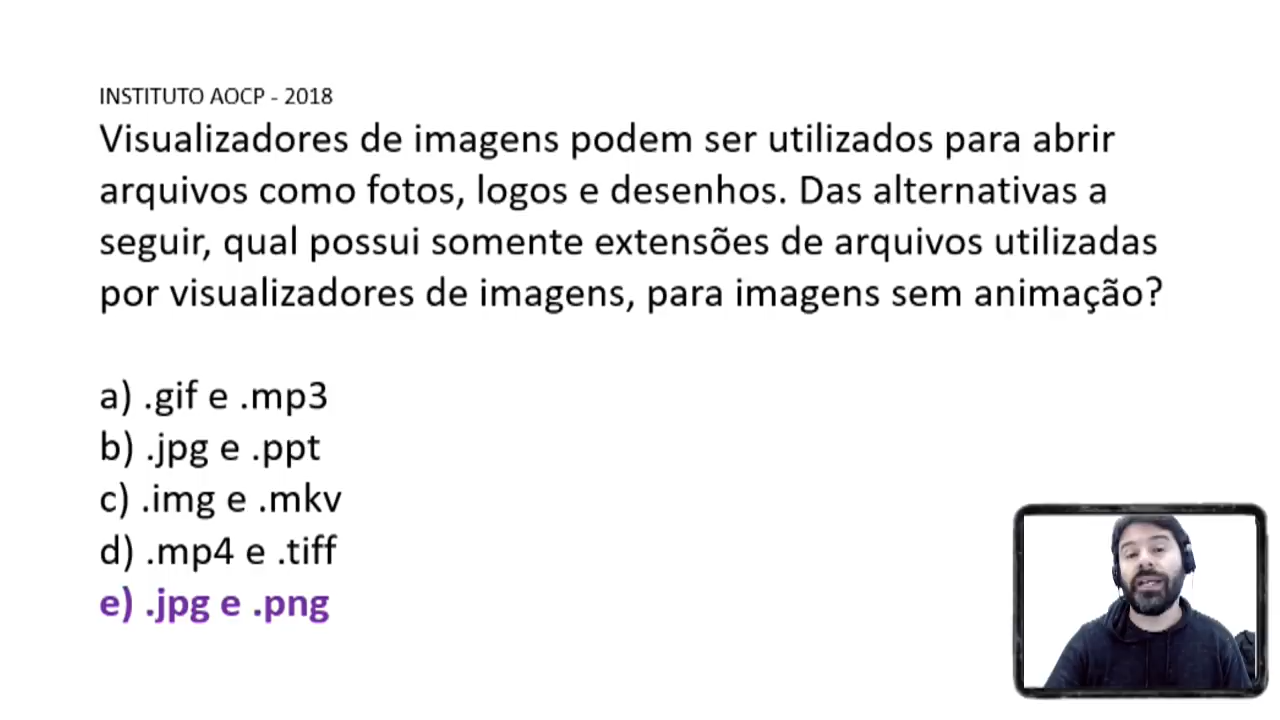 INSTITUTO AOCP - 2018
Visualizadores de imagens podem ser utilizados para abrir
arquivos como fotos, logos e desenhos. Das alternativas a
seguir, qual possui somente extensões de arquivos utilizadas
por visualizadores de imagens, para imagens sem animação?
a) .gif e .mp3
b) .jpg e .ppt
c) .img e .mkv
d) .mp4 e .tiff
e) .jpg e .png